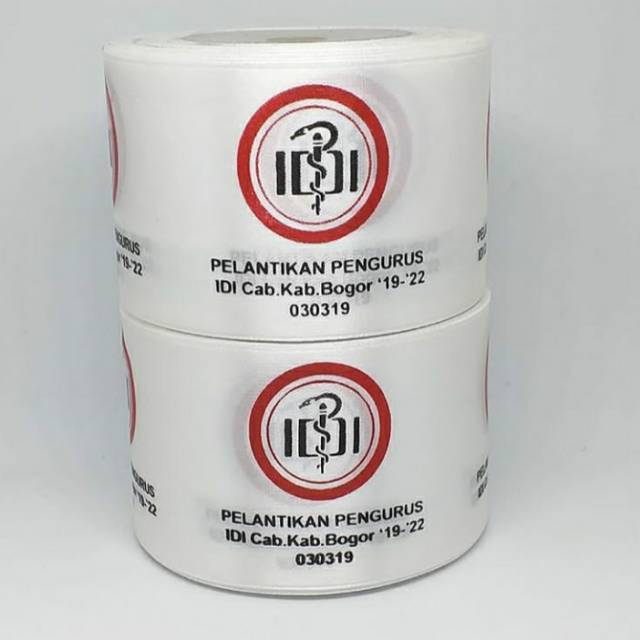 IDI
PELANTIKAN PENGURUS
IDI Cab.Kab.Bogor '19-'22
030319
IDI
PELANTIKAN PENGURUS
IDI Cab.Kab.Bogor '19-'22
030319